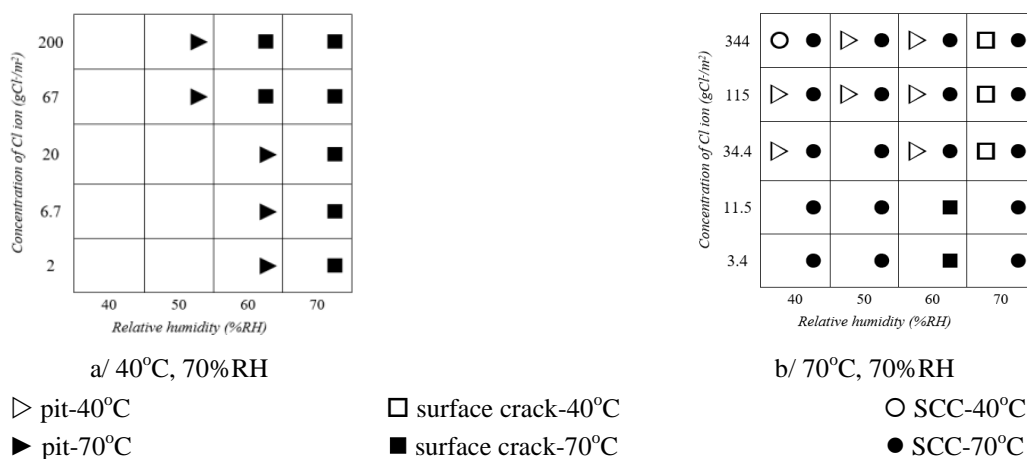 Concentration of Cl ion (gCl⁻/m²)
200
67
20
6.7
2
40 50 60 70
Relative humidity (%RH)
a/ 40°C, 70%RH
Concentration of Cl ion (gCl⁻/m²)
344
115
34.4
11.5
3.4
40 50 60 70
Relative humidity (%RH)
b/ 70°C, 70%RH
▷ pit-40°C □ surface crack-40°C ○ SCC-40°C
▶ pit-70°C ■ surface crack-70°C ● SCC-70°C